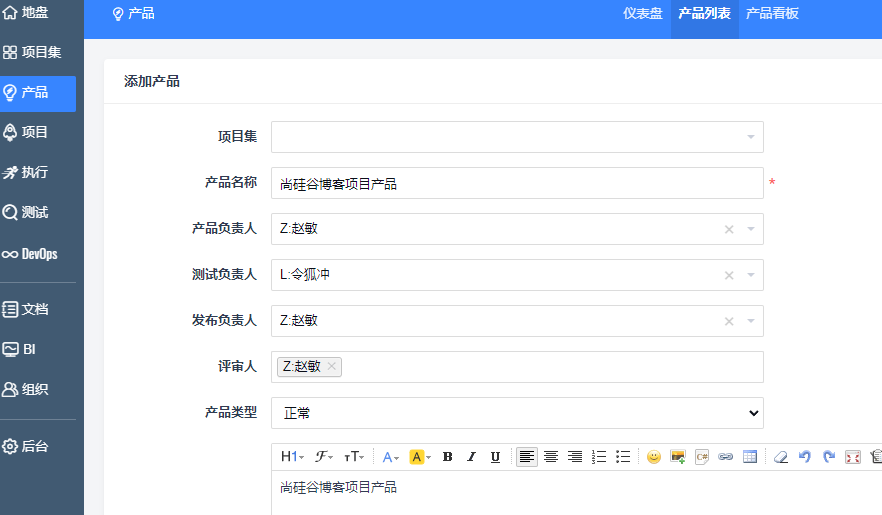 地盘
项目集
产品
项目
执行
测试
DevOps
文档
BI
组织
后台
产品
仪表盘 产品列表 产品看板
添加产品
项目集
产品名称 尚硅谷博客项目产品 *
产品负责人 Z:赵敏
测试负责人 L:令狐冲
发布负责人 Z:赵敏
评审人 Z:赵敏
产品类型 正常
H1 ℱ тT A A B I U C#
尚硅谷博客项目产品